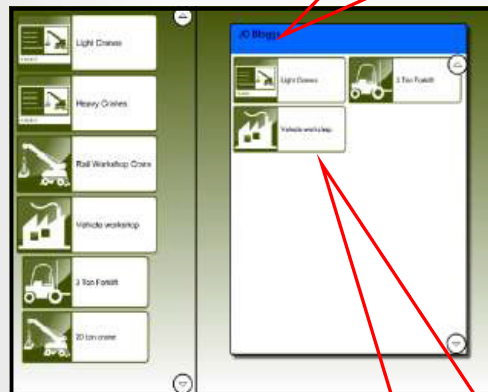 Light Cranes
Heavy Cranes
Rail Workshop Crane
Vehicle workshop
3 Ton Forklift
20 ton crane
JO Bloggs
Light Cranes
3 Ton Forklift
Vehicle workshop